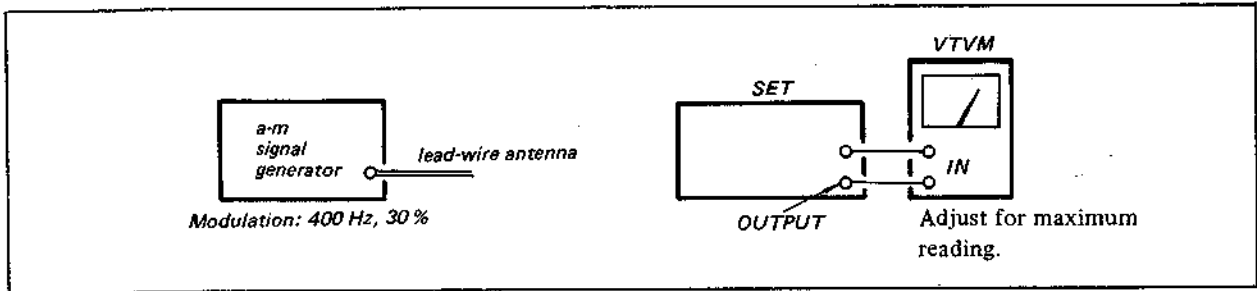 a-m
signal
generator
lead-wire antenna
Modulation: 400 Hz, 30 %
SET
OUTPUT
VTVM
IN
Adjust for maximum
reading.